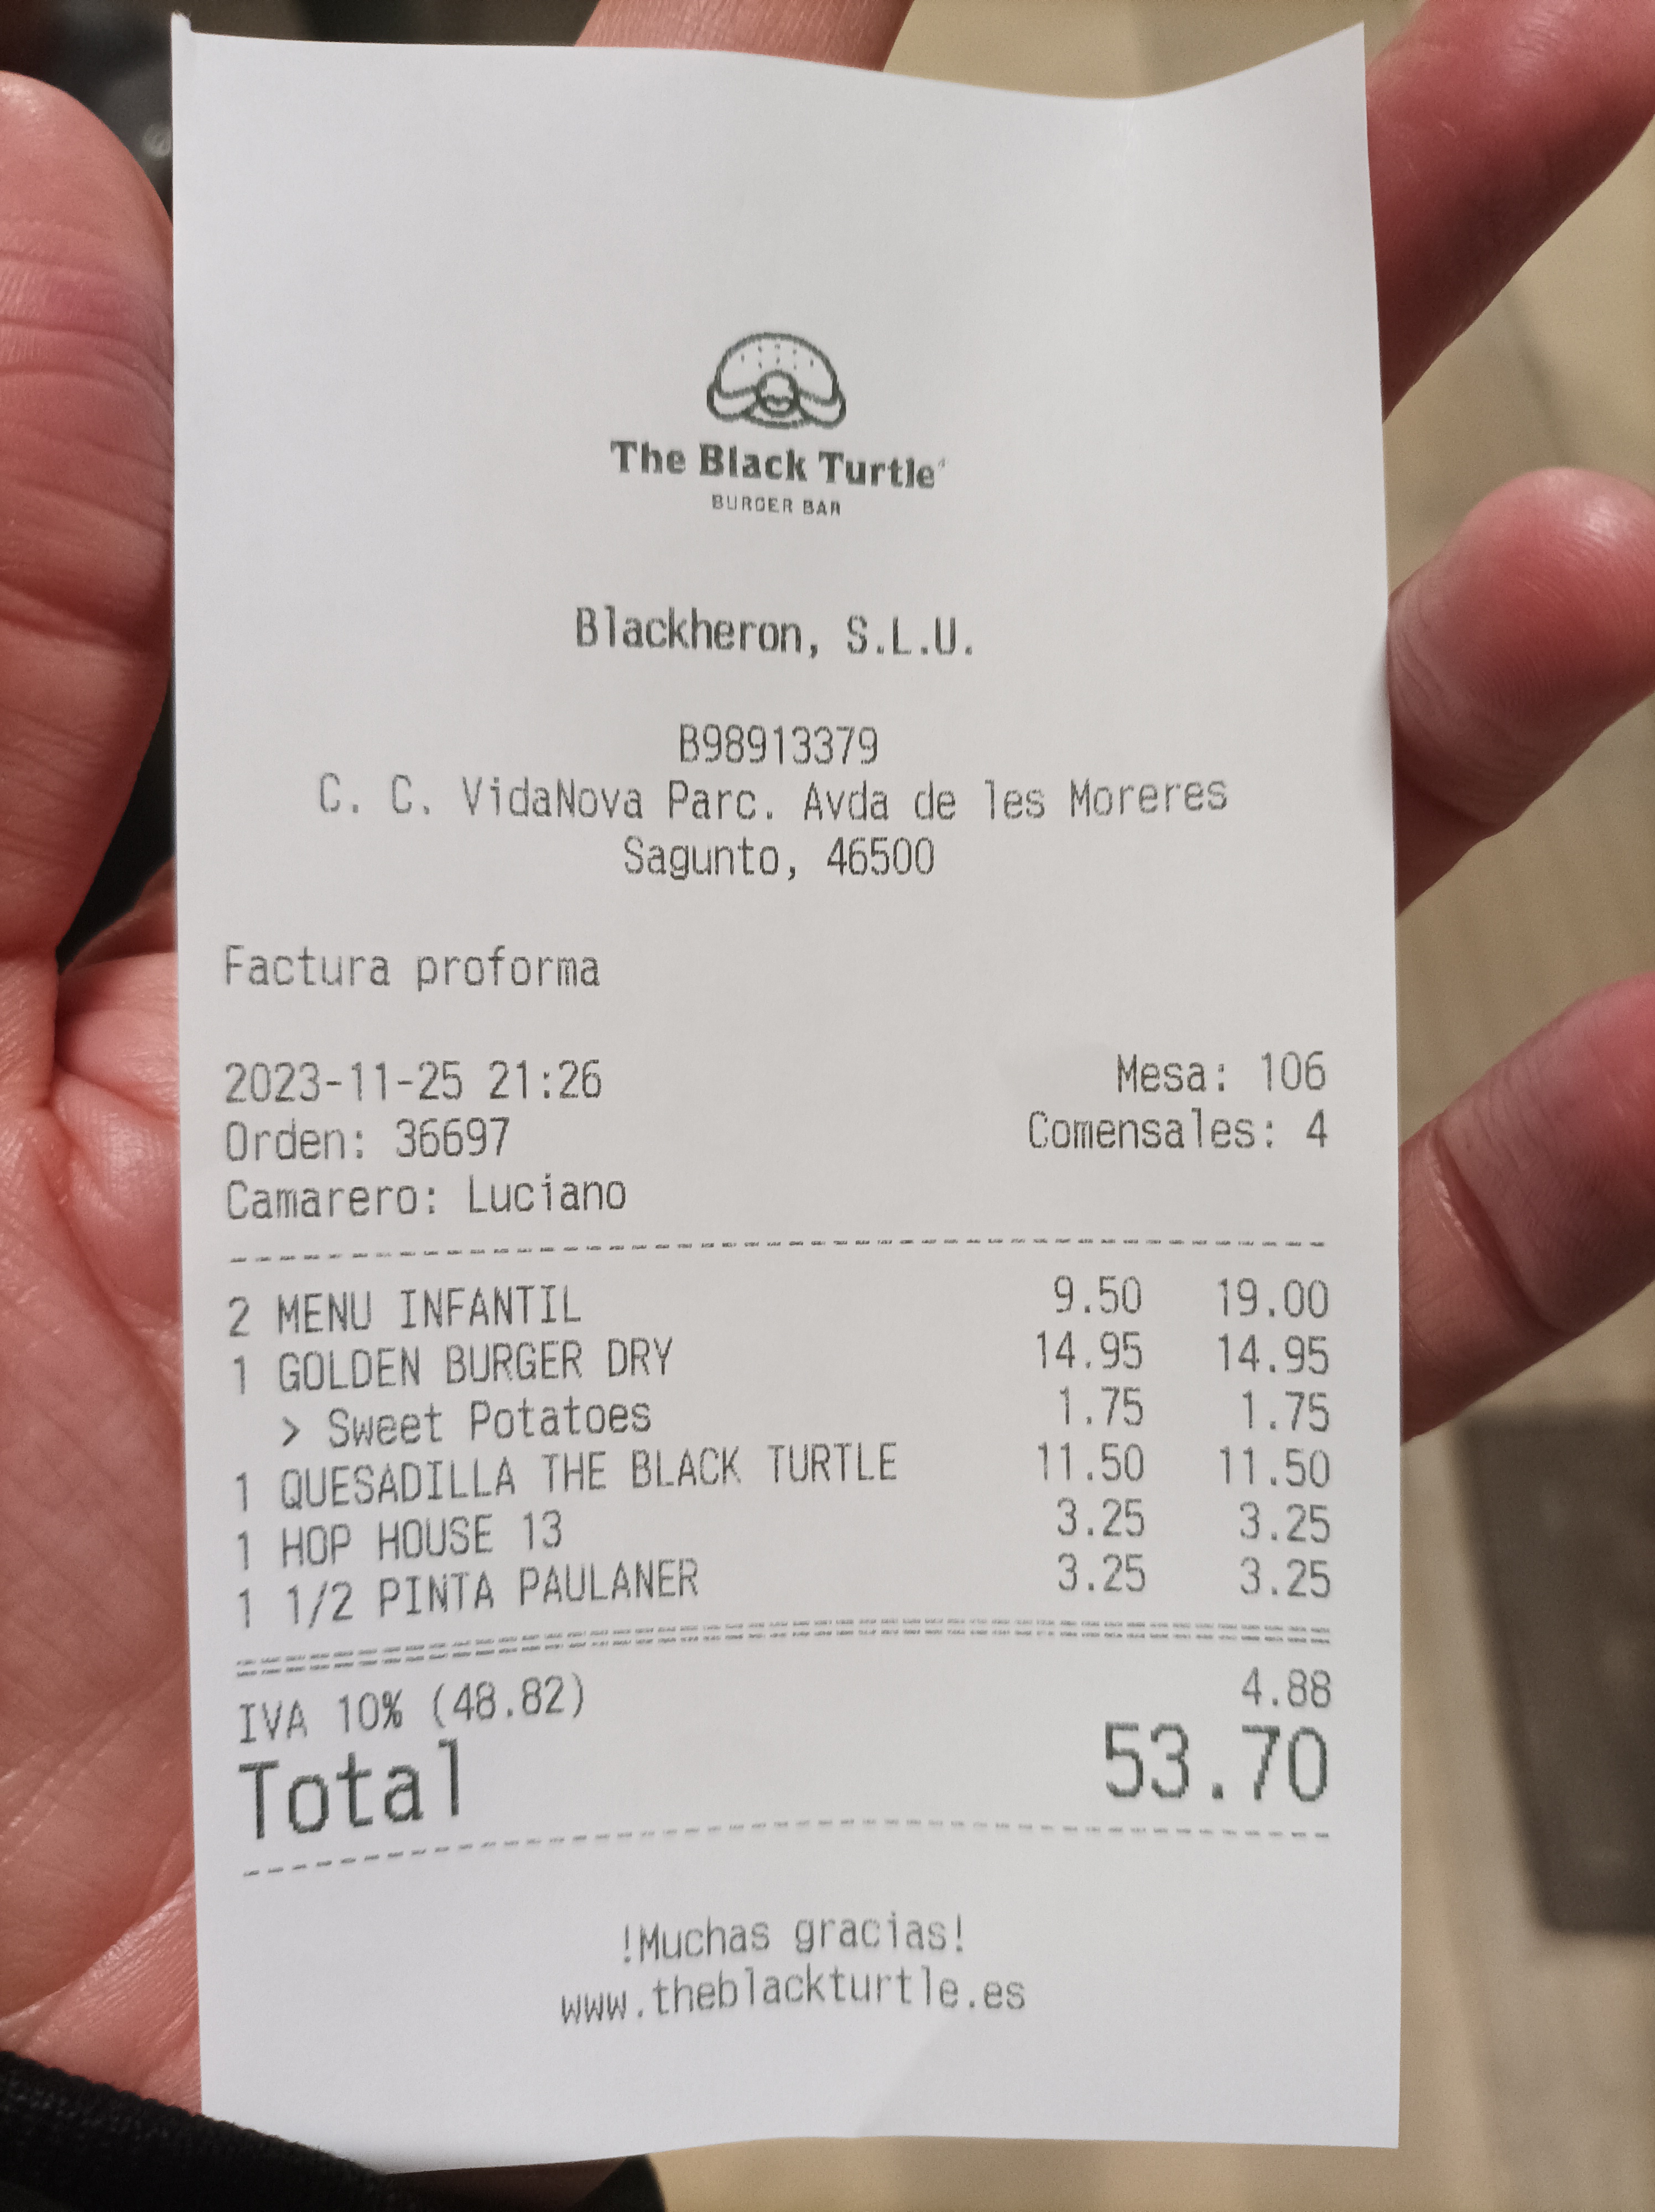 The Black Turtle
BURGER BAR
Blackheron, S.L.U.
B98913379
C. C. VidaNova Parc. Avda de les Moreres
Sagunto, 46500
Factura proforma
2023-11-25 21:26 Mesa: 106
Orden: 36697 Comensales: 4
Camarero: Luciano
2 MENU INFANTIL 9.50 19.00
1 GOLDEN BURGER DRY 14.95 14.95
> Sweet Potatoes 1.75 1.75
1 QUESADILLA THE BLACK TURTLE 11.50 11.50
1 HOP HOUSE 13 3.25 3.25
1 1/2 PINTA PAULANER 3.25 3.25
IVA 10% (48.82) 4.88
Total 53.70
!Muchas gracias!
www.theblackturtle.es